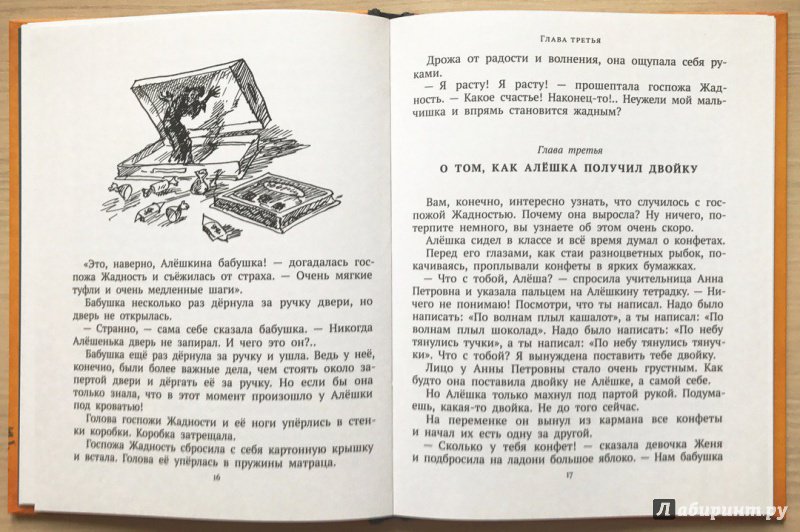 «Это, наверно, Алёшкина бабушка! — догадалась гос-
пожа Жадность и съёжилась от страха. — Очень мягкие
туфли и очень медленные шаги».
Бабушка несколько раз дёрнула за ручку двери, но
дверь не открылась.
— Странно, — сама себе сказала бабушка. — Никогда
Алёшенька дверь не запирал. И чего это он?..
Бабушка ещё раз дёрнула за ручку и ушла. Ведь у неё,
конечно, были более важные дела, чем стоять около за-
пертой двери и дёргать её за ручку. Но если бы она
только знала, что в этот момент произошло у Алёшки
под кроватью!
Голова госпожи Жадности и её ноги упёрлись в стен-
ки коробки. Коробка затрещала.
Госпожа Жадность сбросила с себя картонную крышку
и встала. Голова её упёрлась в пружины матраца.
16
Глава третья
Дрожа от радости и волнения, она ощупала себя ру-
ками.
— Я расту! Я расту! — прошептала госпожа Жад-
ность. — Какое счастье! Наконец-то!.. Неужели мой маль-
чишка и впрямь становится жадным?
Глава третья
О ТОМ, КАК АЛЁШКА ПОЛУЧИЛ ДВОЙКУ
Вам, конечно, интересно узнать, что случилось с гос-
пожой Жадностью. Почему она выросла? Ну ничего, по-
терпите немного, вы узнаете об этом очень скоро.
Алёшка сидел в классе и всё время думал о конфетах.
Перед его глазами, как стаи разноцветных рыбок, по-
качиваясь, проплывали конфеты в ярких бумажках.
— Что с тобой, Алёша? — спросила учительница Анна
Петровна и указала пальцем на Алёшкину тетрадку. — Ни-
чего не понимаю! Посмотри, что ты написал. Надо было
написать: «По волнам плыл кашалот», а ты написал: «По
волнам плыл шоколад». Надо было написать: «По небу
тянулись тучки», а ты написал: «По небу тянулись тянуч-
ки». Что с тобой? Я вынуждена поставить тебе двойку.
Лицо у Анны Петровны стало очень грустным. Как
будто она поставила двойку не Алёшке, а самой себе.
Но Алёшка только махнул под партой рукой. Подума-
ешь, какая-то двойка. Не до того сейчас.
На переменке он вынул из кармана все конфеты
и начал их есть одну за другой.
— Сколько у тебя конфет! — сказала девочка Женя
и подбросила на ладони большое яблоко. — Нам бабушка
17
Лабиринт.ру